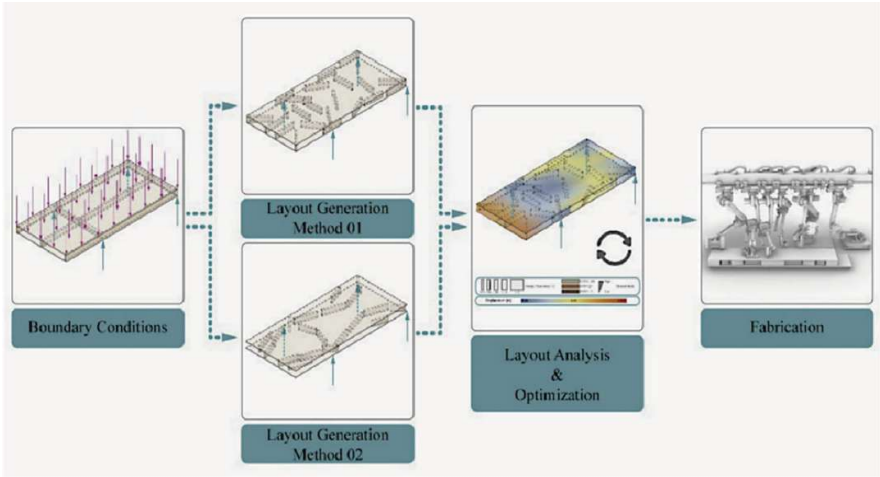 Boundary Conditions
Layout Generation
Method 01
Layout Generation
Method 02
Layout Analysis
&
Optimization
Fabrication